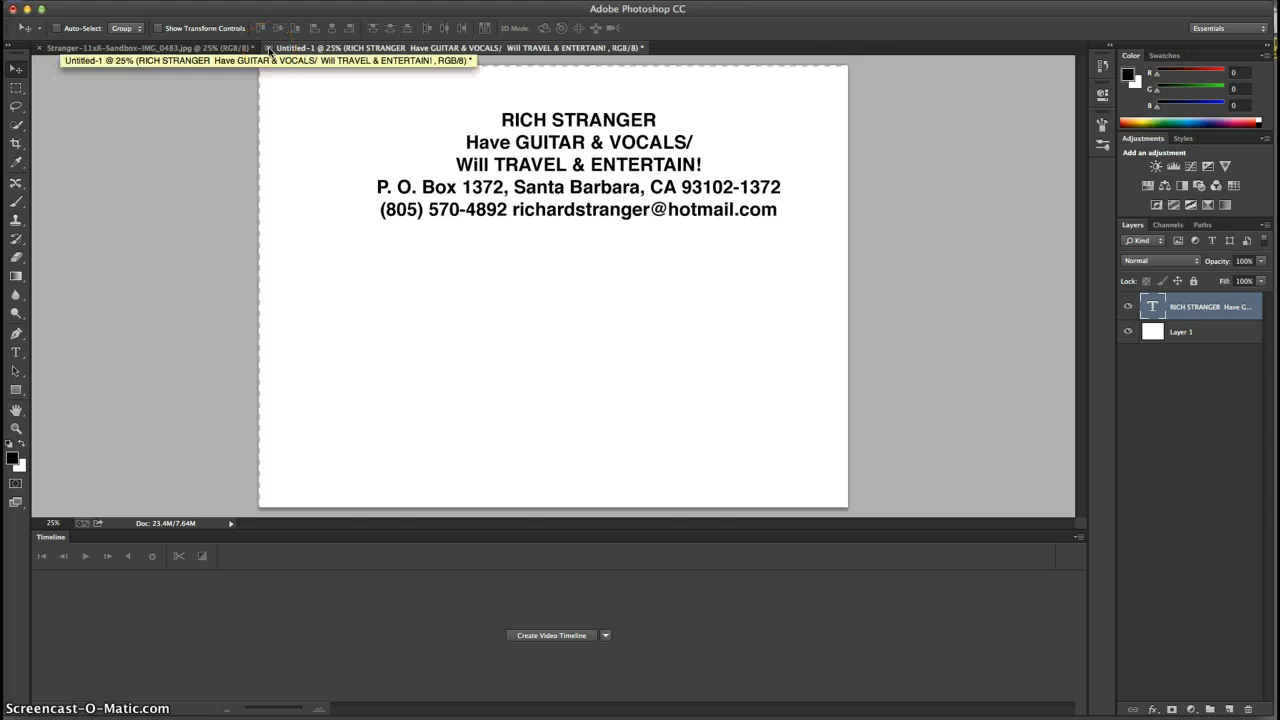 Adobe Photoshop CC
Auto-Select: Group Show Transform Controls 3D Mode: Essentials
Stranger-11x8-Sandbox-IMG_0483.jpg @ 25% (RGB/8) * Untitled-1 @ 25% (RICH STRANGER Have GUITAR & VOCALS/ Will TRAVEL & ENTERTAIN! , RGB/8) *
Untitled-1 @ 25% (RICH STRANGER Have GUITAR & VOCALS/ Will TRAVEL & ENTERTAIN! , RGB/8) *
RICH STRANGER
Have GUITAR & VOCALS/
Will TRAVEL & ENTERTAIN!
P. O. Box 1372, Santa Barbara, CA 93102-1372
(805) 570-4892 richardstranger@hotmail.com
Color Swatches
R 0
G 0
B 0
Adjustments Styles
Add an adjustment
Layers Channels Paths
Kind
Normal Opacity: 100%
Lock: Fill: 100%
T RICH STRANGER Have G...
Layer 1
25% Doc: 23.4M/7.64M
Timeline
Create Video Timeline
Screencast-O-Matic.com